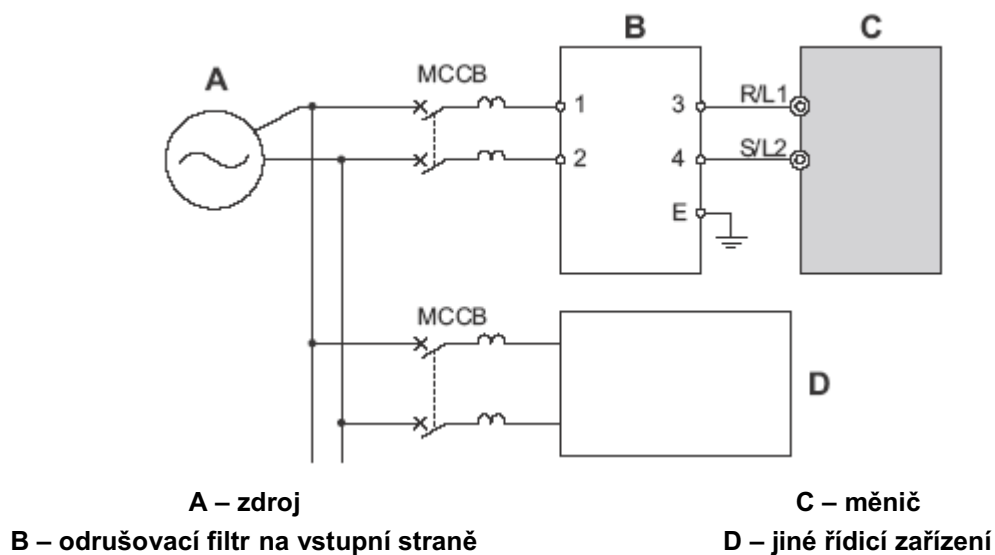 B C
A MCCB
1 3 R/L1
2 4 S/L2
E
MCCB
D
A – zdroj C – měnič
B – odrušovací filtr na vstupní straně D – jiné řídicí zařízení